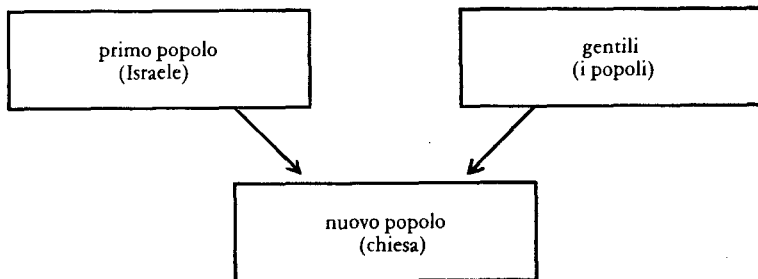 primo popolo
(Israele)
gentili
(i popoli)
nuovo popolo
(chiesa)